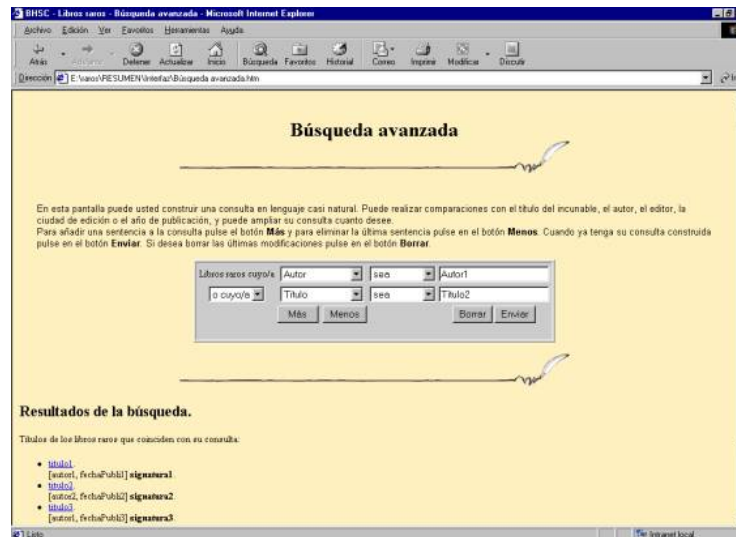 BHSC - Libros raros - Búsqueda avanzada - Microsoft Internet Explorer
Archivo Edición Ver Favoritos Herramientas Ayuda
Atrás Adelante Detener Actualizar Inicio Búsqueda Favoritos Historial Correo Imprimir Modificar Discutir
Dirección E:\raros\RESUMEN\Interfaz\Búsqueda avanzada.htm
Búsqueda avanzada
En esta pantalla puede usted construir una consulta en lenguaje casi natural. Puede realizar comparaciones con el título del incunable, el autor, el editor, la
ciudad de edición o el año de publicación, y puede ampliar su consulta cuanto desee.
Para añadir una sentencia a la consulta pulse el botón Más y para eliminar la última sentencia pulse en el botón Menos. Cuando ya tenga su consulta construida
pulse en el botón Enviar. Si desea borrar las últimas modificaciones pulse en el botón Borrar.
Libros raros cuyo/a Autor sea Autor1
o cuyo/a Título sea Título2
Más Menos Borrar Enviar
Resultados de la búsqueda.
Títulos de los libros raros que coinciden con su consulta:
titulo1.
[autor1, fechaPubli1] signatura1.
titulo2.
[autor2, fechaPubli2] signatura2.
titulo3.
[autor1, fechaPubli3] signatura3.
Listo Intranet local